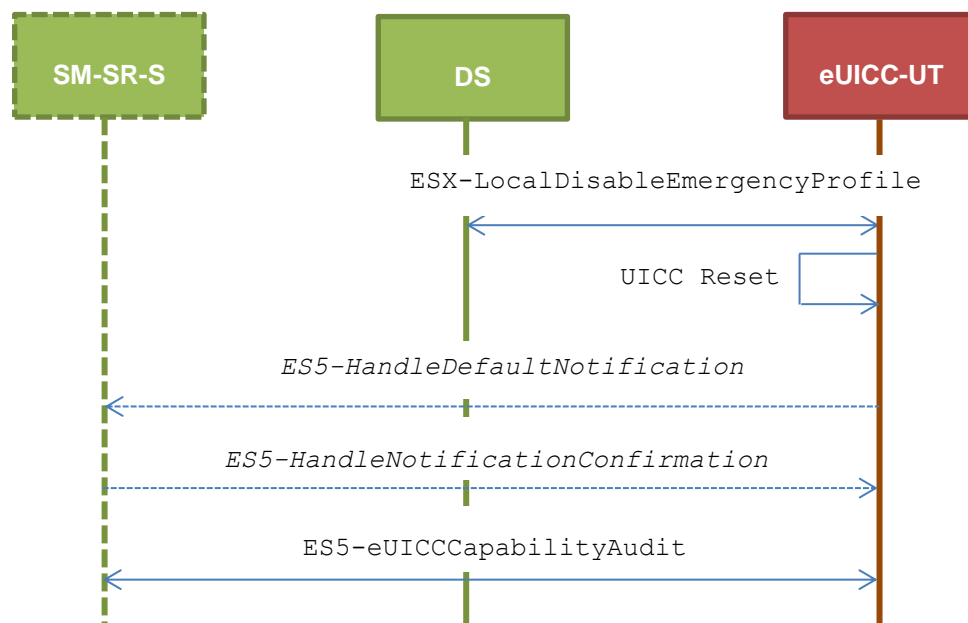 SM-SR-S
DS
eUICC-UT
ESX-LocalDisableEmergencyProfile
UICC Reset
ES5-HandleDefaultNotification
ES5-HandleNotificationConfirmation
ES5-eUICCCapabilityAudit